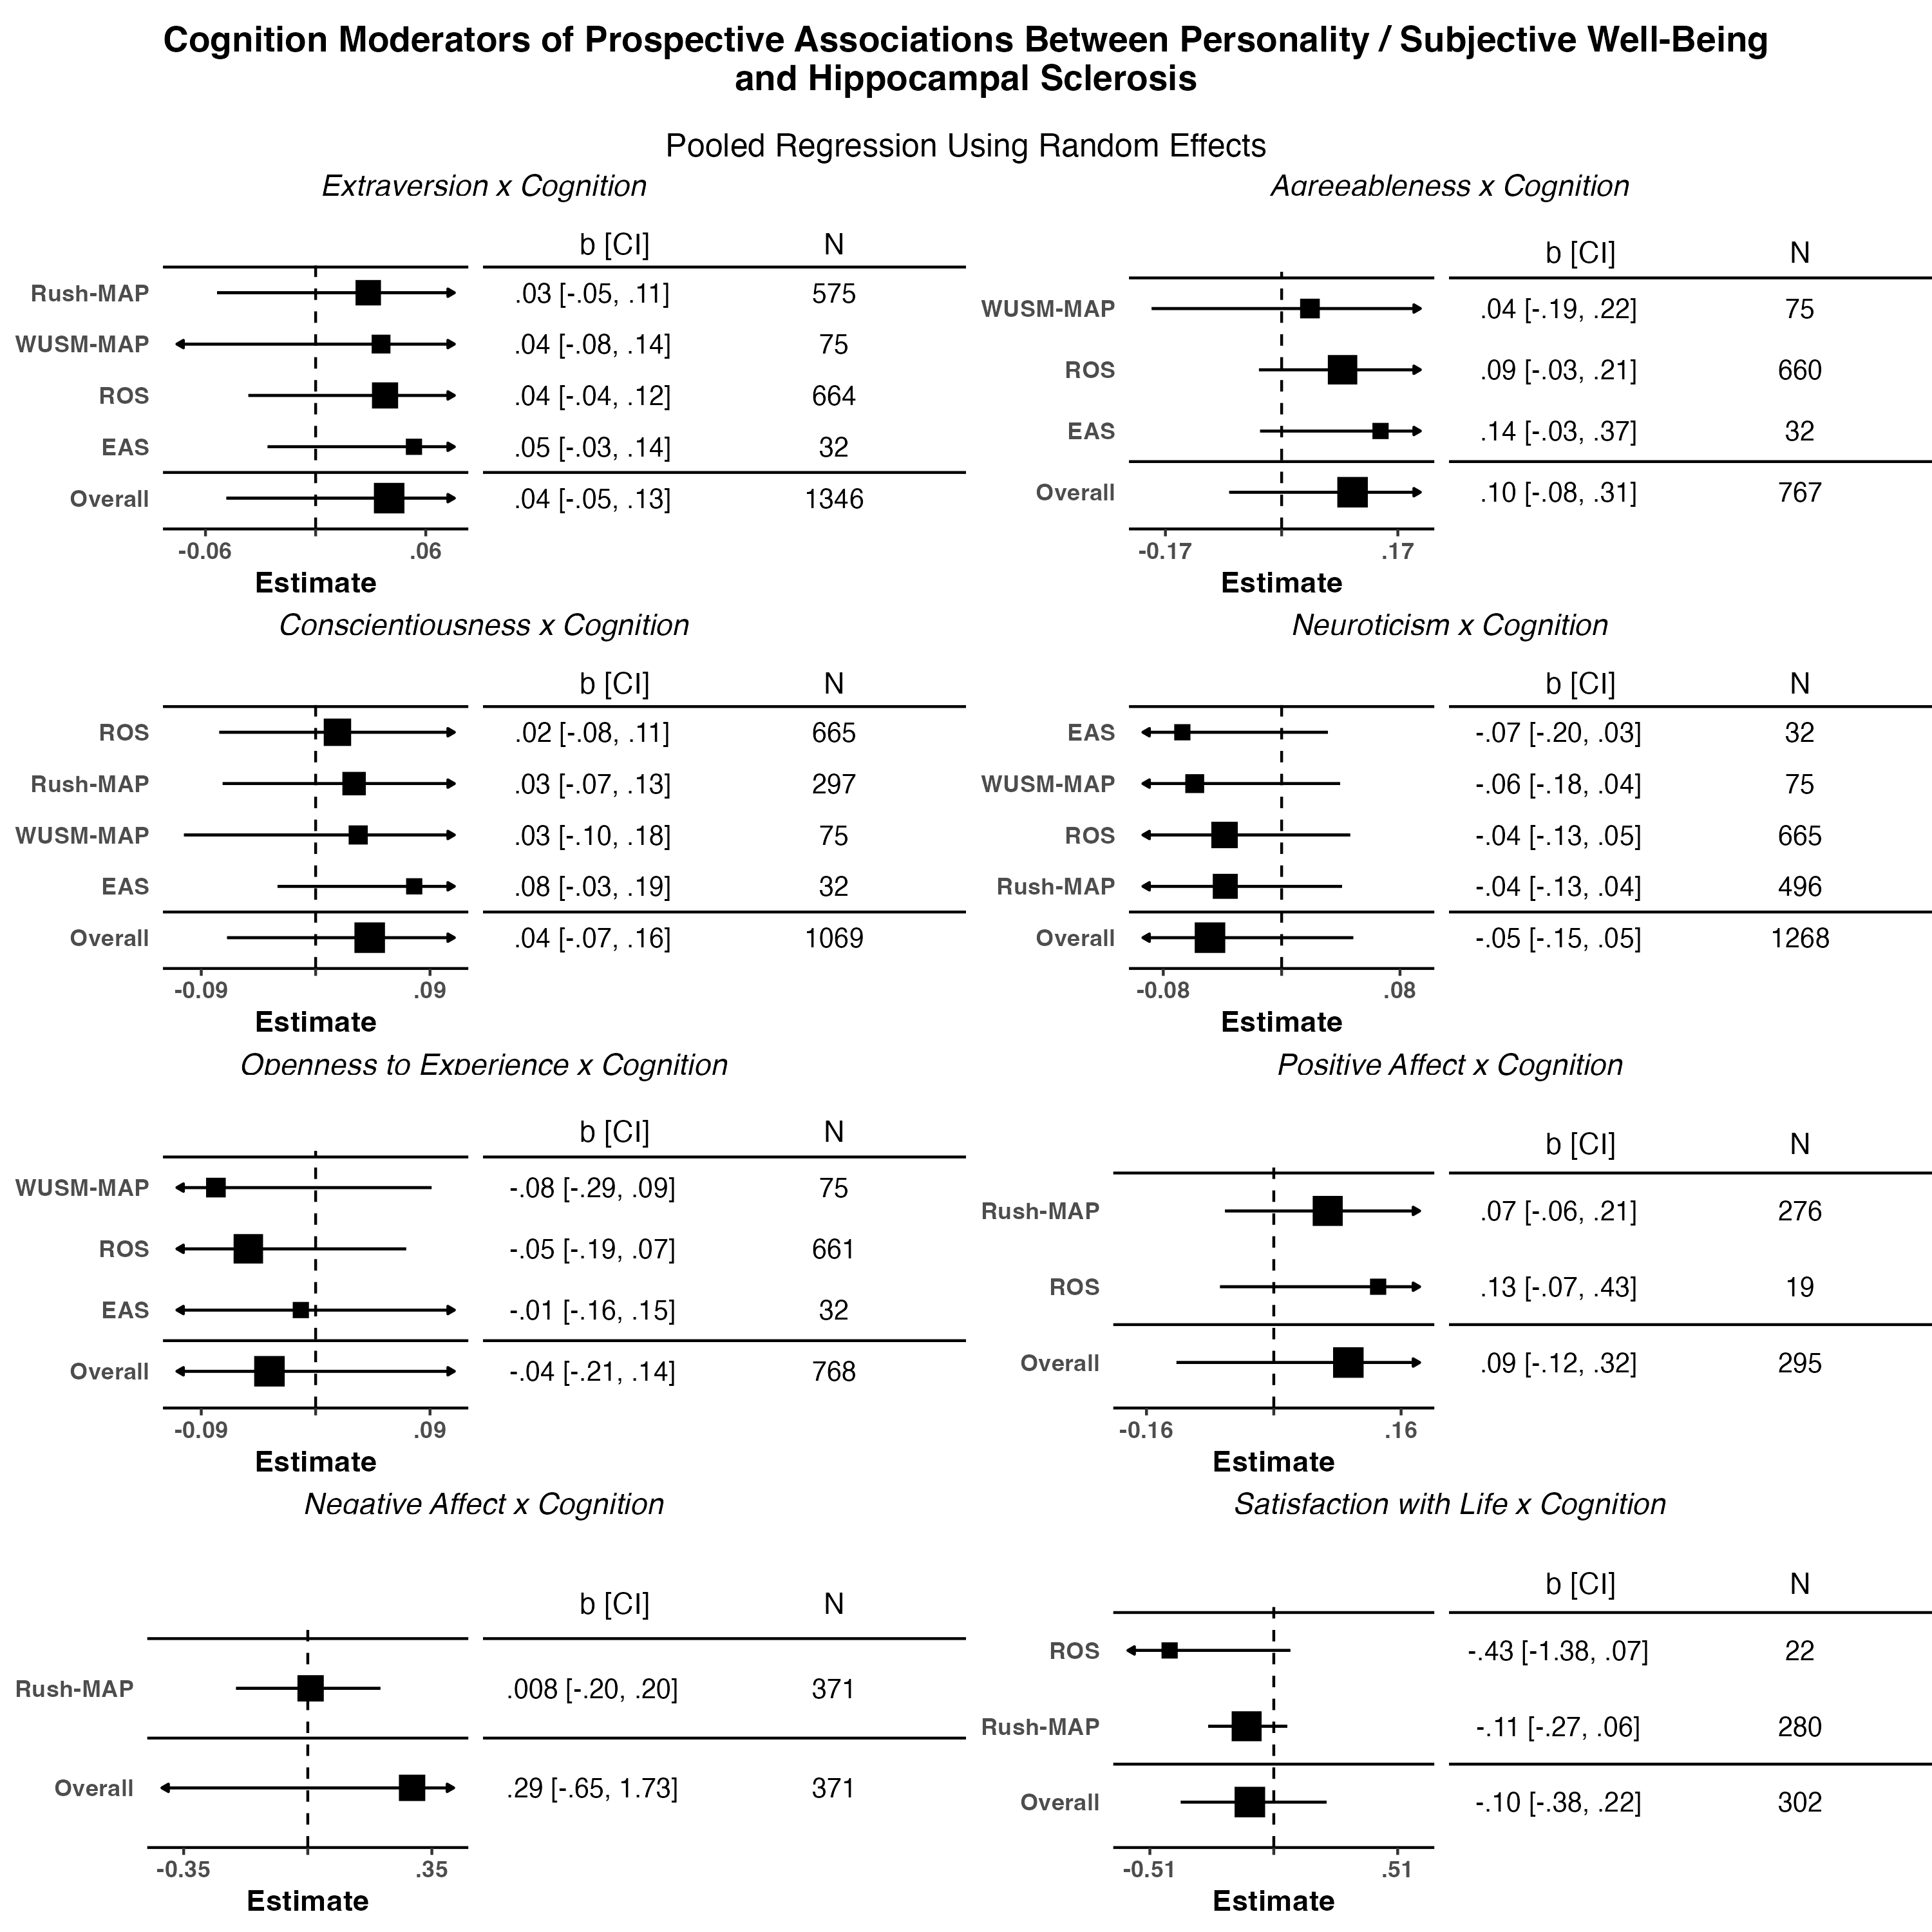 Cognition Moderators of Prospective Associations Between Personality / Subjective Well-Being
and Hippocampal Sclerosis
Pooled Regression Using Random Effects
Extraversion x Cognition
b [CI] N
Rush-MAP .03 [-.05, .11] 575
WUSM-MAP .04 [-.08, .14] 75
ROS .04 [-.04, .12] 664
EAS .05 [-.03, .14] 32
Overall .04 [-.05, .13] 1346
-0.06 .06
Estimate
Agreeableness x Cognition
b [CI] N
WUSM-MAP .04 [-.19, .22] 75
ROS .09 [-.03, .21] 660
EAS .14 [-.03, .37] 32
Overall .10 [-.08, .31] 767
-0.17 .17
Estimate
Conscientiousness x Cognition
b [CI] N
ROS .02 [-.08, .11] 665
Rush-MAP .03 [-.07, .13] 297
WUSM-MAP .03 [-.10, .18] 75
EAS .08 [-.03, .19] 32
Overall .04 [-.07, .16] 1069
-0.09 .09
Estimate
Neuroticism x Cognition
b [CI] N
EAS -.07 [-.20, .03] 32
WUSM-MAP -.06 [-.18, .04] 75
ROS -.04 [-.13, .05] 665
Rush-MAP -.04 [-.13, .04] 496
Overall -.05 [-.15, .05] 1268
-0.08 .08
Estimate
Openness to Experience x Cognition
b [CI] N
WUSM-MAP -.08 [-.29, .09] 75
ROS -.05 [-.19, .07] 661
EAS -.01 [-.16, .15] 32
Overall -.04 [-.21, .14] 768
-0.09 .09
Estimate
Positive Affect x Cognition
b [CI] N
Rush-MAP .07 [-.06, .21] 276
ROS .13 [-.07, .43] 19
Overall .09 [-.12, .32] 295
-0.16 .16
Estimate
Negative Affect x Cognition
b [CI] N
Rush-MAP .008 [-.20, .20] 371
Overall .29 [-.65, 1.73] 371
-0.35 .35
Estimate
Satisfaction with Life x Cognition
b [CI] N
ROS -.43 [-1.38, .07] 22
Rush-MAP -.11 [-.27, .06] 280
Overall -.10 [-.38, .22] 302
-0.51 .51
Estimate